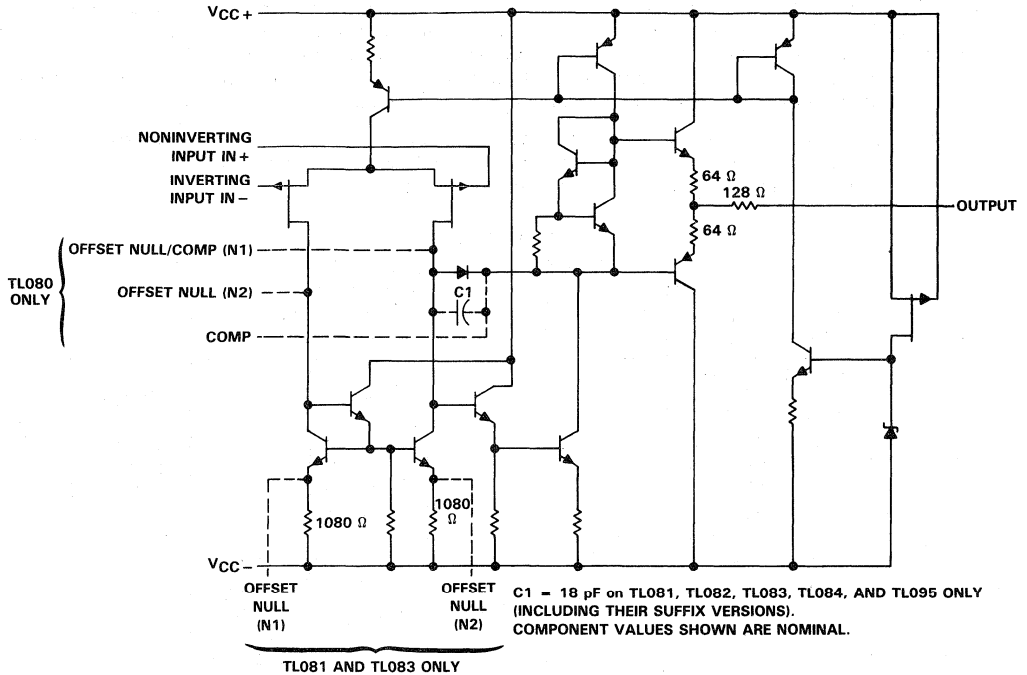 VCC+
NONINVERTING
INPUT IN+
INVERTING
INPUT IN−
64 Ω
128 Ω
OUTPUT
64 Ω
OFFSET NULL/COMP (N1)
TL080
ONLY
OFFSET NULL (N2)
C1
COMP
1080 Ω
1080
Ω
VCC−
OFFSET
NULL
(N1)
OFFSET
NULL
(N2)
C1 = 18 pF on TL081, TL082, TL083, TL084, AND TL095 ONLY
(INCLUDING THEIR SUFFIX VERSIONS).
COMPONENT VALUES SHOWN ARE NOMINAL.
TL081 AND TL083 ONLY